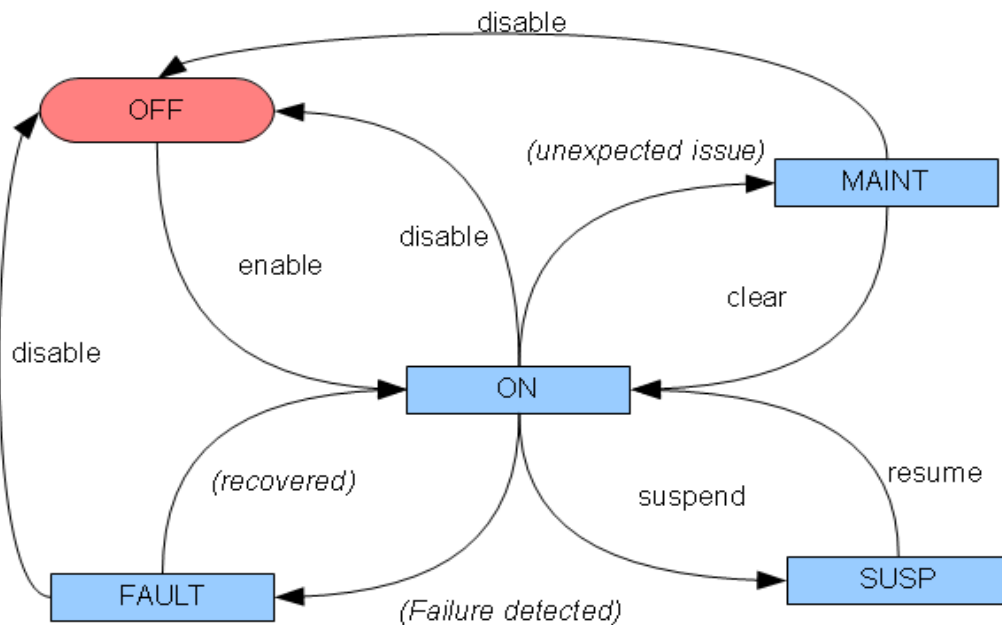 disable
OFF
(unexpected issue)
MAINT
disable
enable
clear
disable
ON
(recovered)
resume
suspend
SUSP
FAULT
(Failure detected)